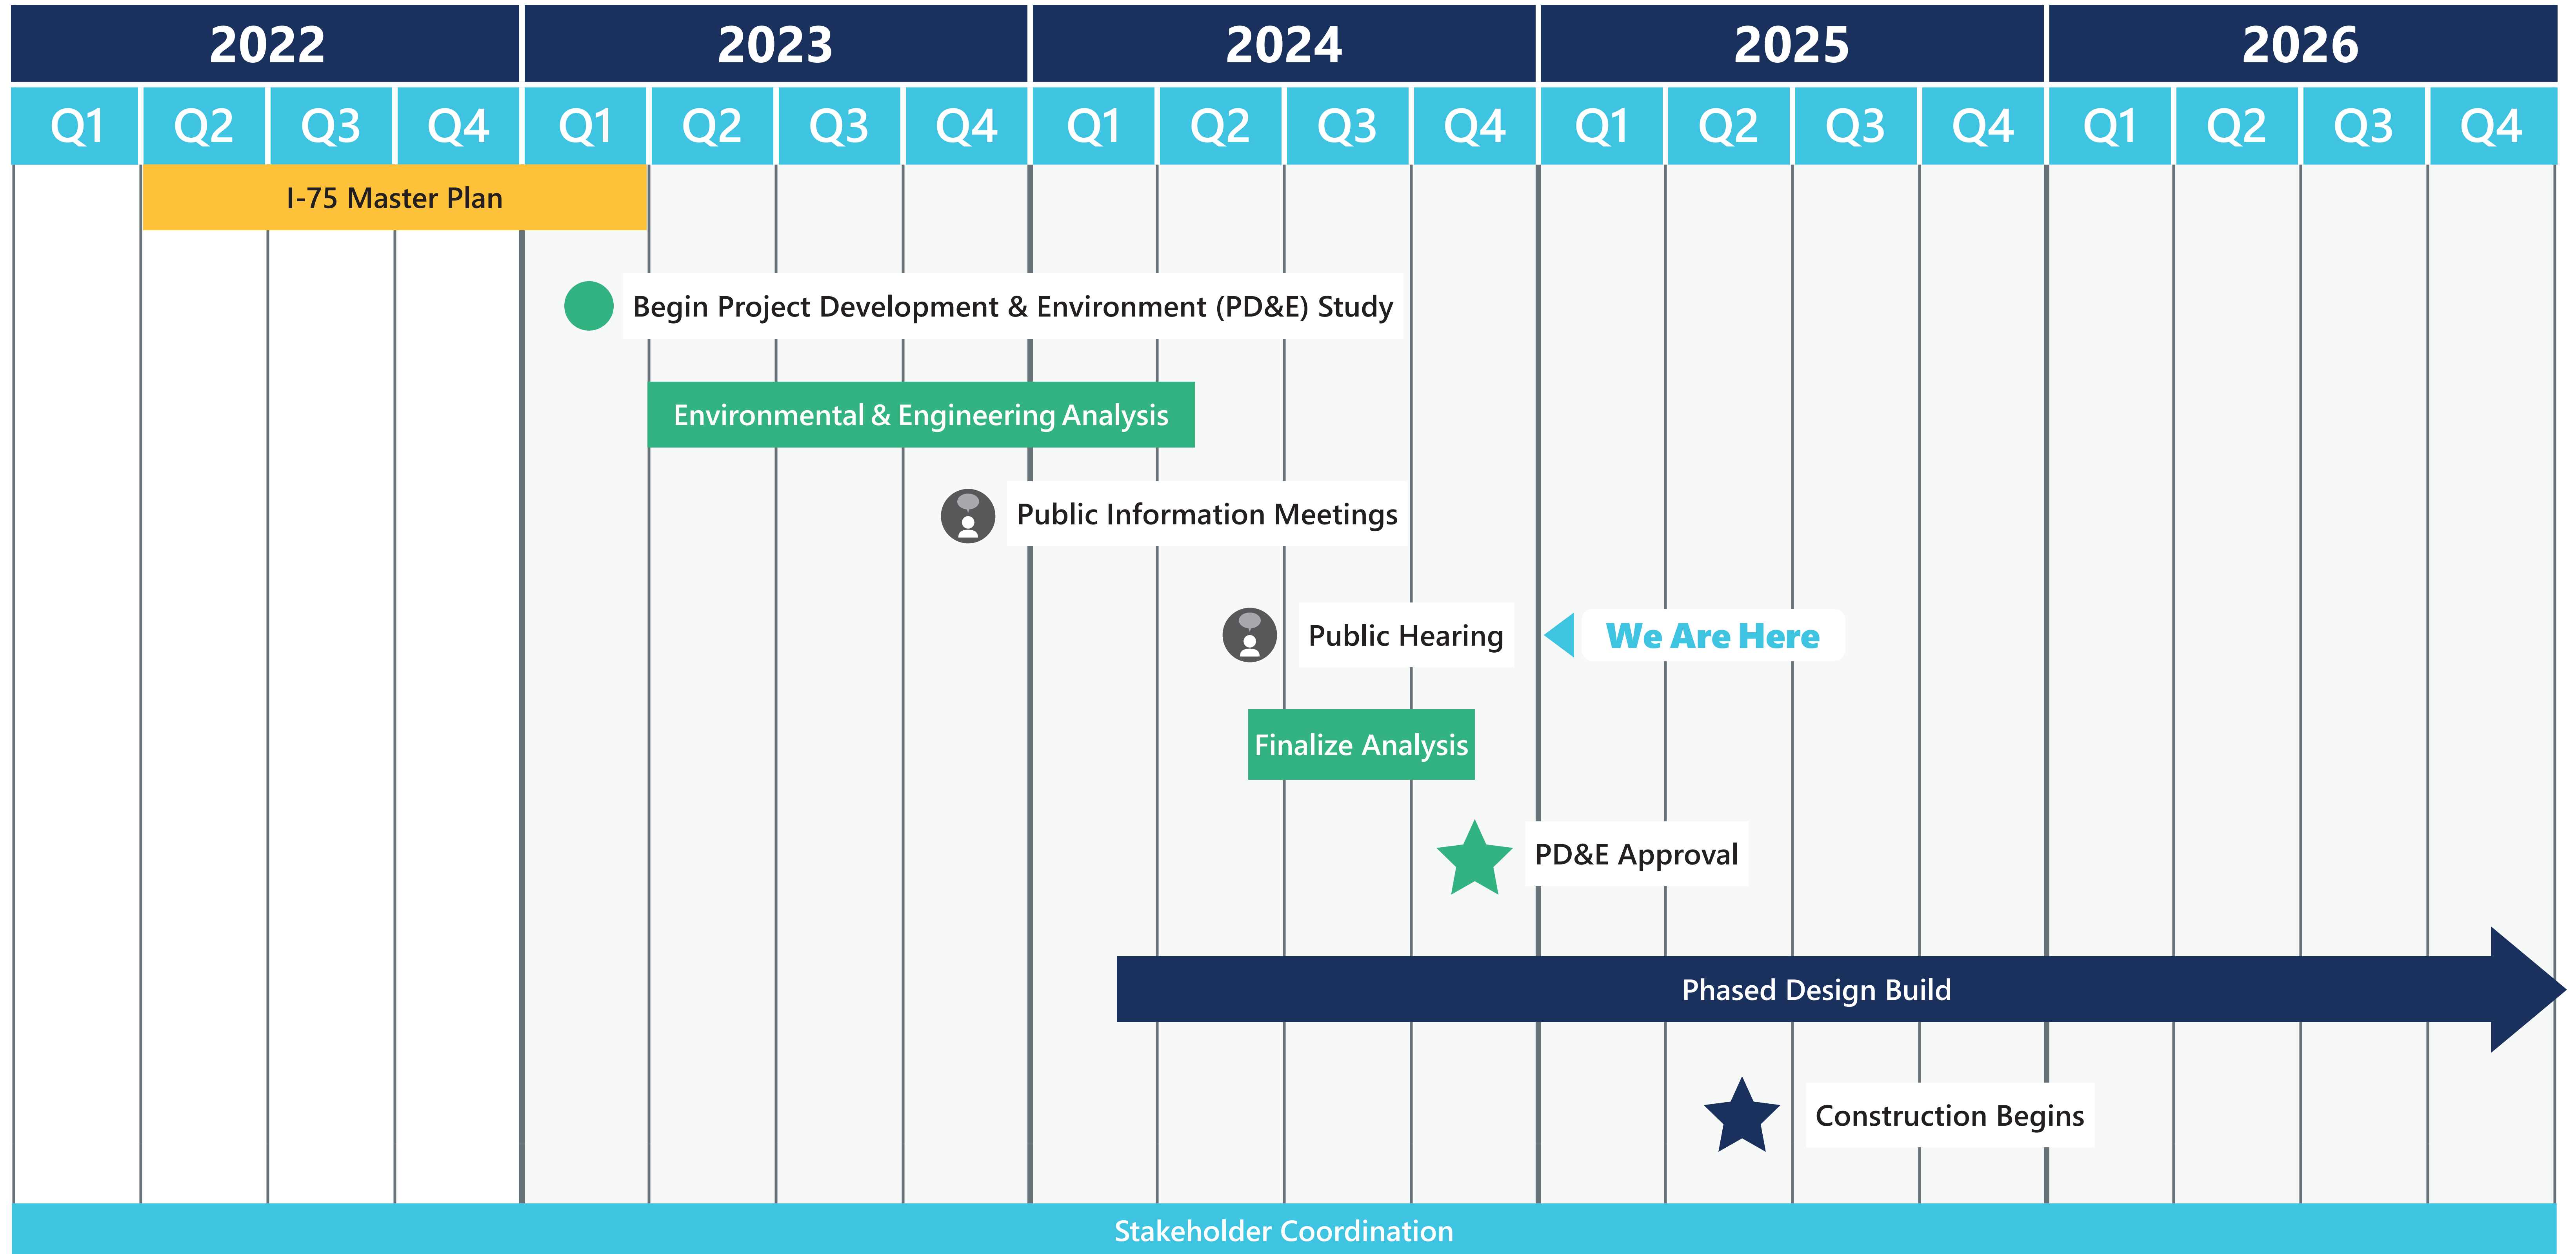 2022 2023 2024 2025 2026
Q1 Q2 Q3 Q4 Q1 Q2 Q3 Q4 Q1 Q2 Q3 Q4 Q1 Q2 Q3 Q4 Q1 Q2 Q3 Q4
I-75 Master Plan
Begin Project Development & Environment (PD&E) Study
Environmental & Engineering Analysis
Public Information Meetings
Public Hearing We Are Here
Finalize Analysis
PD&E Approval
Phased Design Build
Construction Begins
Stakeholder Coordination